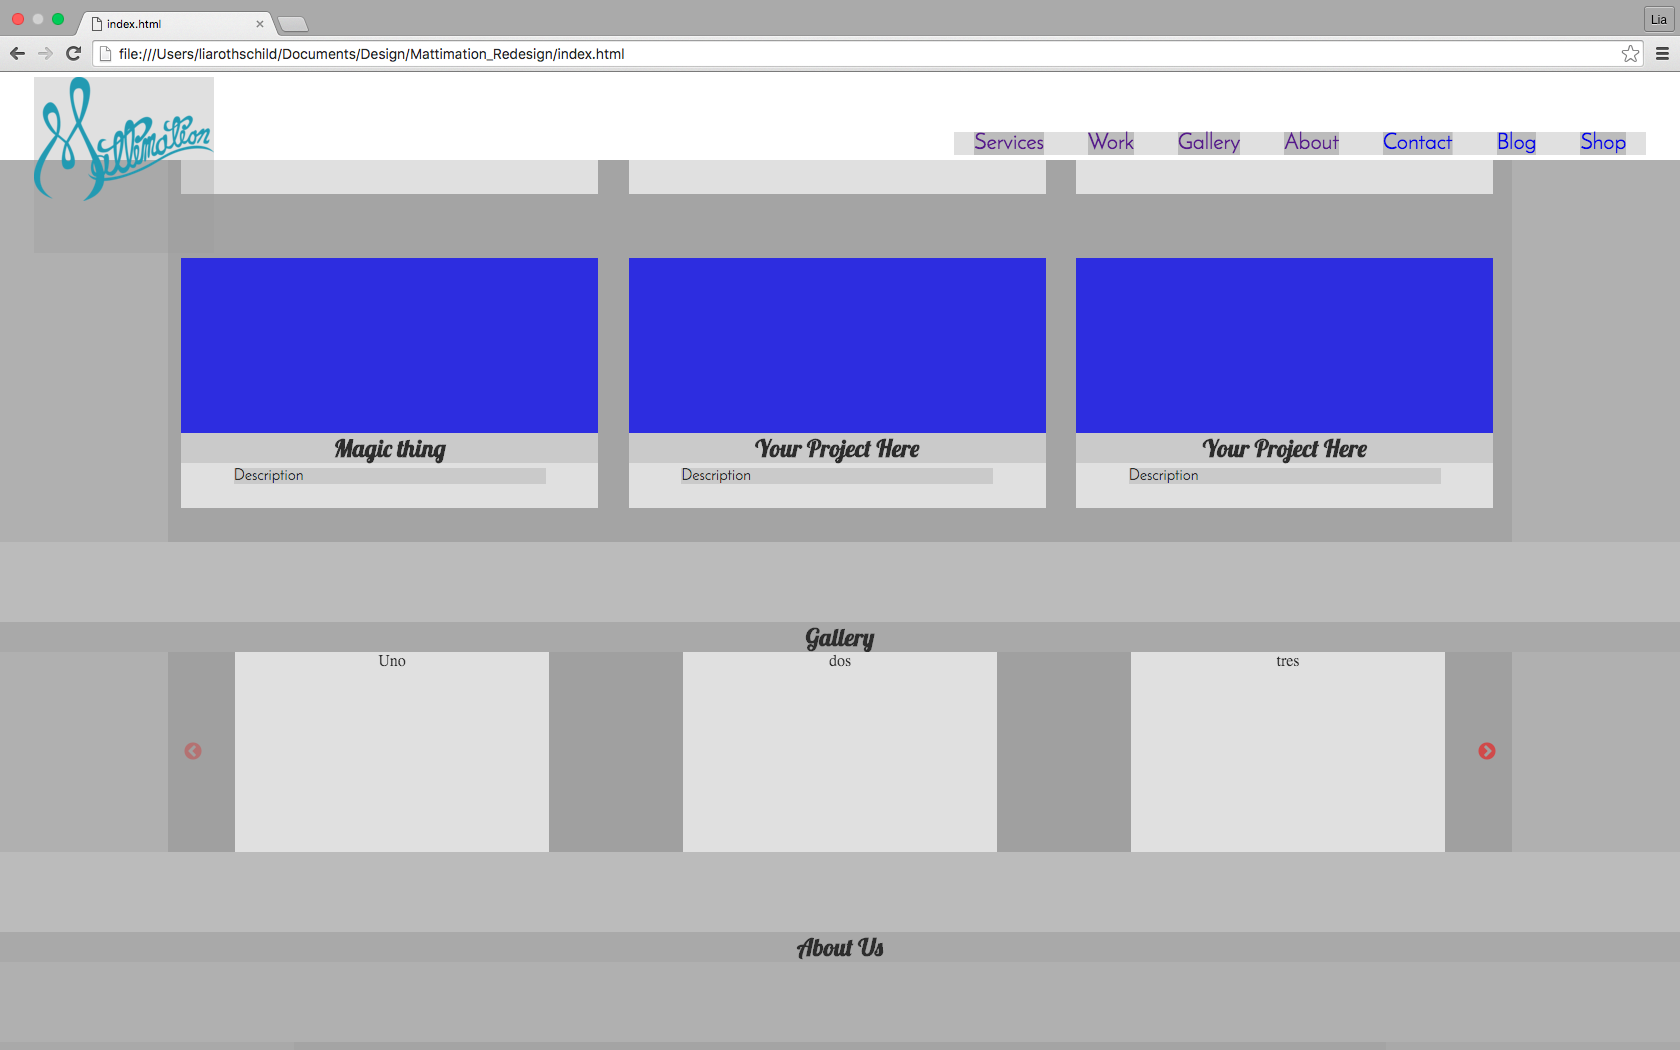 index.html
Lia
file:///Users/liarothschild/Documents/Design/Mattimation_Redesign/index.html
Mattimation
Services Work Gallery About Contact Blog Shop
Magic thing Your Project Here Your Project Here
Description Description Description
Gallery
Uno dos tres
About Us